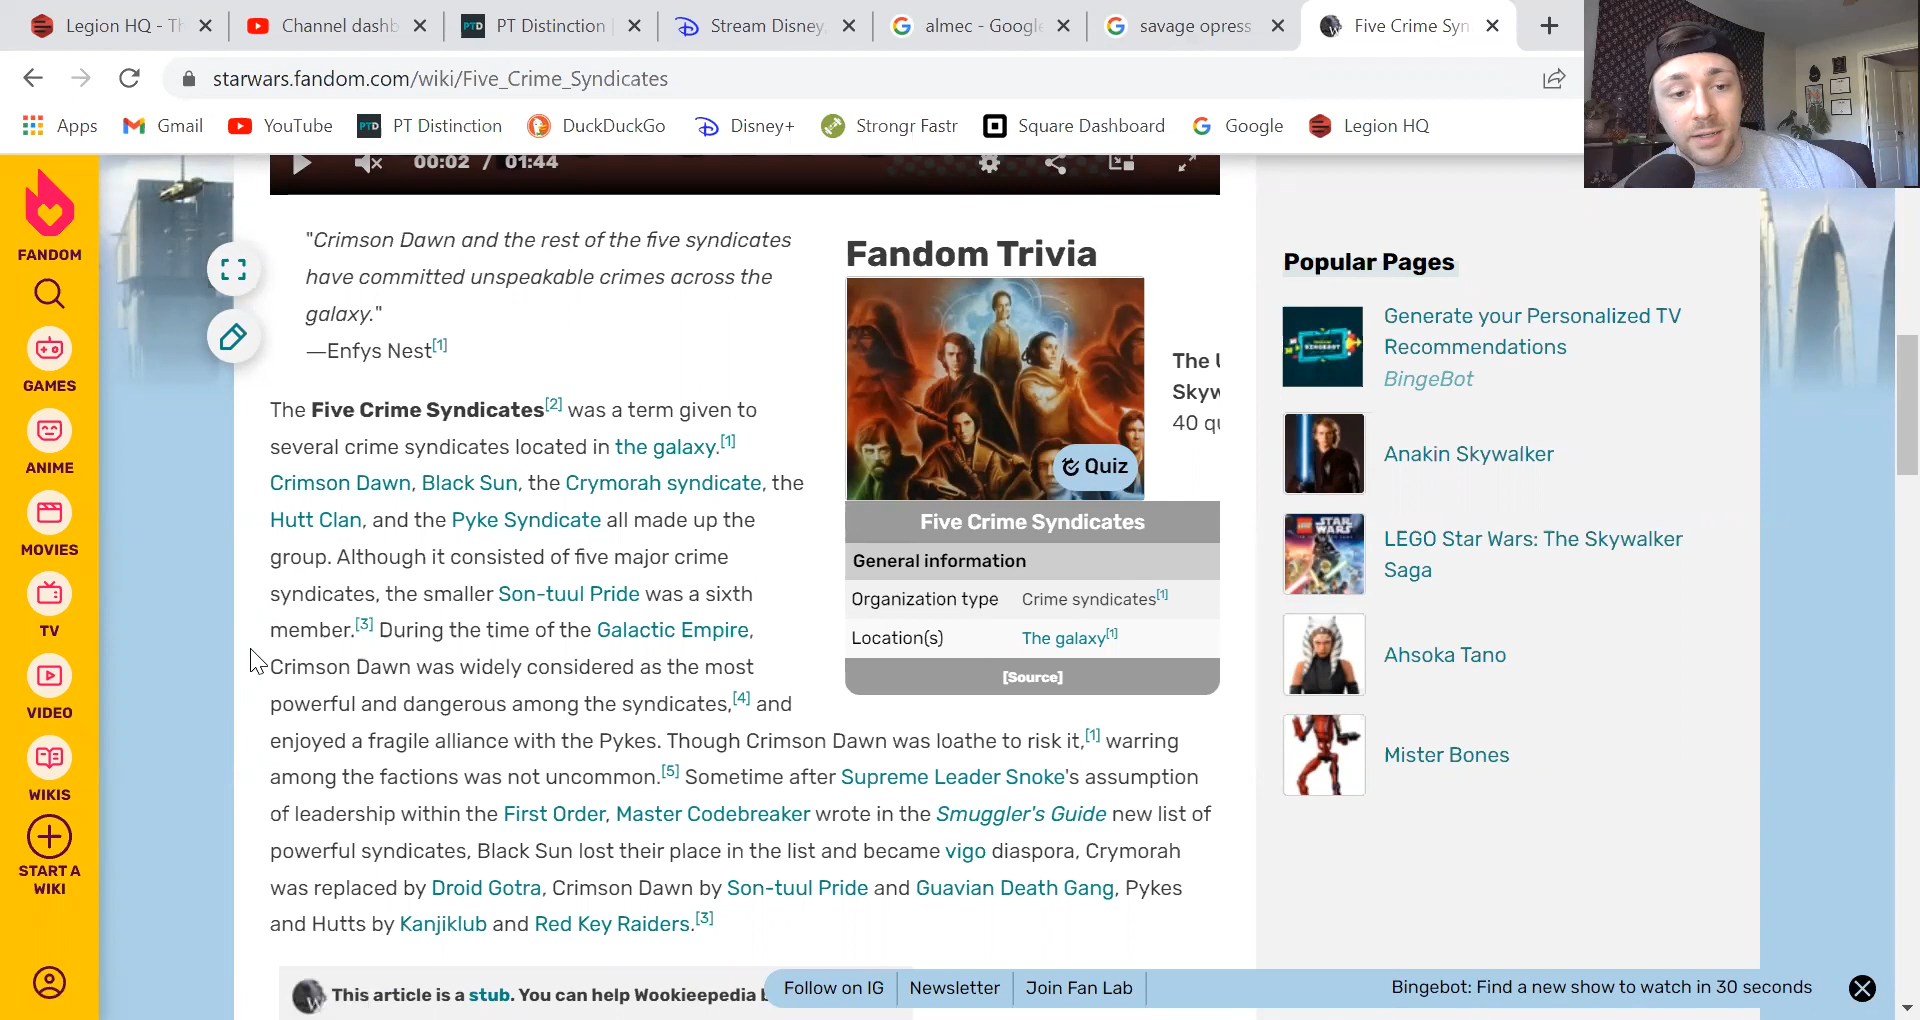 Legion HQ - Th
Channel dashb
PTD PT Distinction
Stream Disney,
almec - Google
savage opress
Five Crime Syn
starwars.fandom.com/wiki/Five_Crime_Syndicates
Apps
Gmail
YouTube
PTD PT Distinction
DuckDuckGo
Disney+
Strongr Fastr
Square Dashboard
Google
Legion HQ
00:02 / 01:44
FANDOM
GAMES
ANIME
MOVIES
TV
VIDEO
WIKIS
START A
WIKI
"Crimson Dawn and the rest of the five syndicates
have committed unspeakable crimes across the
galaxy."
—Enfys Nest[1]
The Five Crime Syndicates[2] was a term given to
several crime syndicates located in the galaxy.[1]
Crimson Dawn, Black Sun, the Crymorah syndicate, the
Hutt Clan, and the Pyke Syndicate all made up the
group. Although it consisted of five major crime
syndicates, the smaller Son-tuul Pride was a sixth
member.[3] During the time of the Galactic Empire,
Crimson Dawn was widely considered as the most
powerful and dangerous among the syndicates,[4] and
enjoyed a fragile alliance with the Pykes. Though Crimson Dawn was loathe to risk it,[1] warring
among the factions was not uncommon.[5] Sometime after Supreme Leader Snoke's assumption
of leadership within the First Order, Master Codebreaker wrote in the Smuggler's Guide new list of
powerful syndicates, Black Sun lost their place in the list and became vigo diaspora, Crymorah
was replaced by Droid Gotra, Crimson Dawn by Son-tuul Pride and Guavian Death Gang, Pykes
and Hutts by Kanjiklub and Red Key Raiders.[3]
This article is a stub. You can help Wookieepedia b
Fandom Trivia
Quiz
The U
Skyw
40 qu
Five Crime Syndicates
General information
Organization type Crime syndicates[1]
Location(s) The galaxy[1]
[Source]
Popular Pages
Generate your Personalized TV
Recommendations
BingeBot
Anakin Skywalker
STAR WARS
LEGO Star Wars: The Skywalker
Saga
Ahsoka Tano
Mister Bones
Follow on IG
Newsletter
Join Fan Lab
Bingebot: Find a new show to watch in 30 seconds